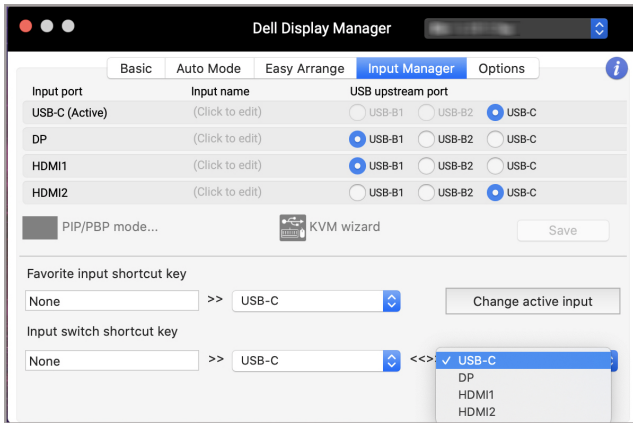 Dell Display Manager
Basic Auto Mode Easy Arrange Input Manager Options i
Input port Input name USB upstream port
USB-C (Active) (Click to edit) USB-B1 USB-B2 USB-C
DP (Click to edit) USB-B1 USB-B2 USB-C
HDMI1 (Click to edit) USB-B1 USB-B2 USB-C
HDMI2 (Click to edit) USB-B1 USB-B2 USB-C
PIP/PBP mode... KVM wizard Save
Favorite input shortcut key
None >> USB-C Change active input
Input switch shortcut key
None >> USB-C <<>> ✓ USB-C
DP
HDMI1
HDMI2